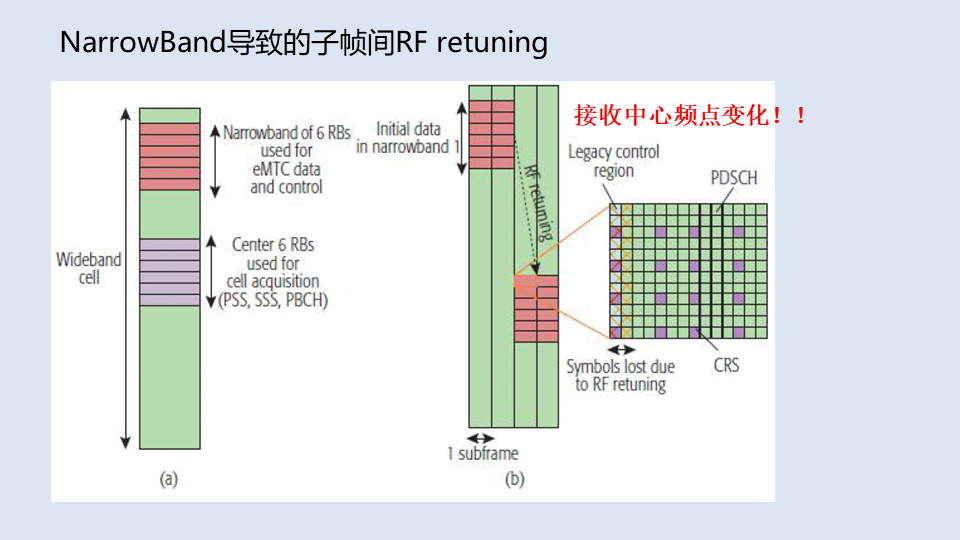 NarrowBand导致的子帧间RF retuning
接收中心频点变化！！
Narrowband of 6 RBs
used for
eMTC data
and control
Wideband
cell
Center 6 RBs
used for
cell acquisition
(PSS, SSS, PBCH)
(a)
Initial data
in narrowband 1
RF retuning
1 subframe
(b)
Legacy control
region
PDSCH
Symbols lost due
to RF retuning
CRS